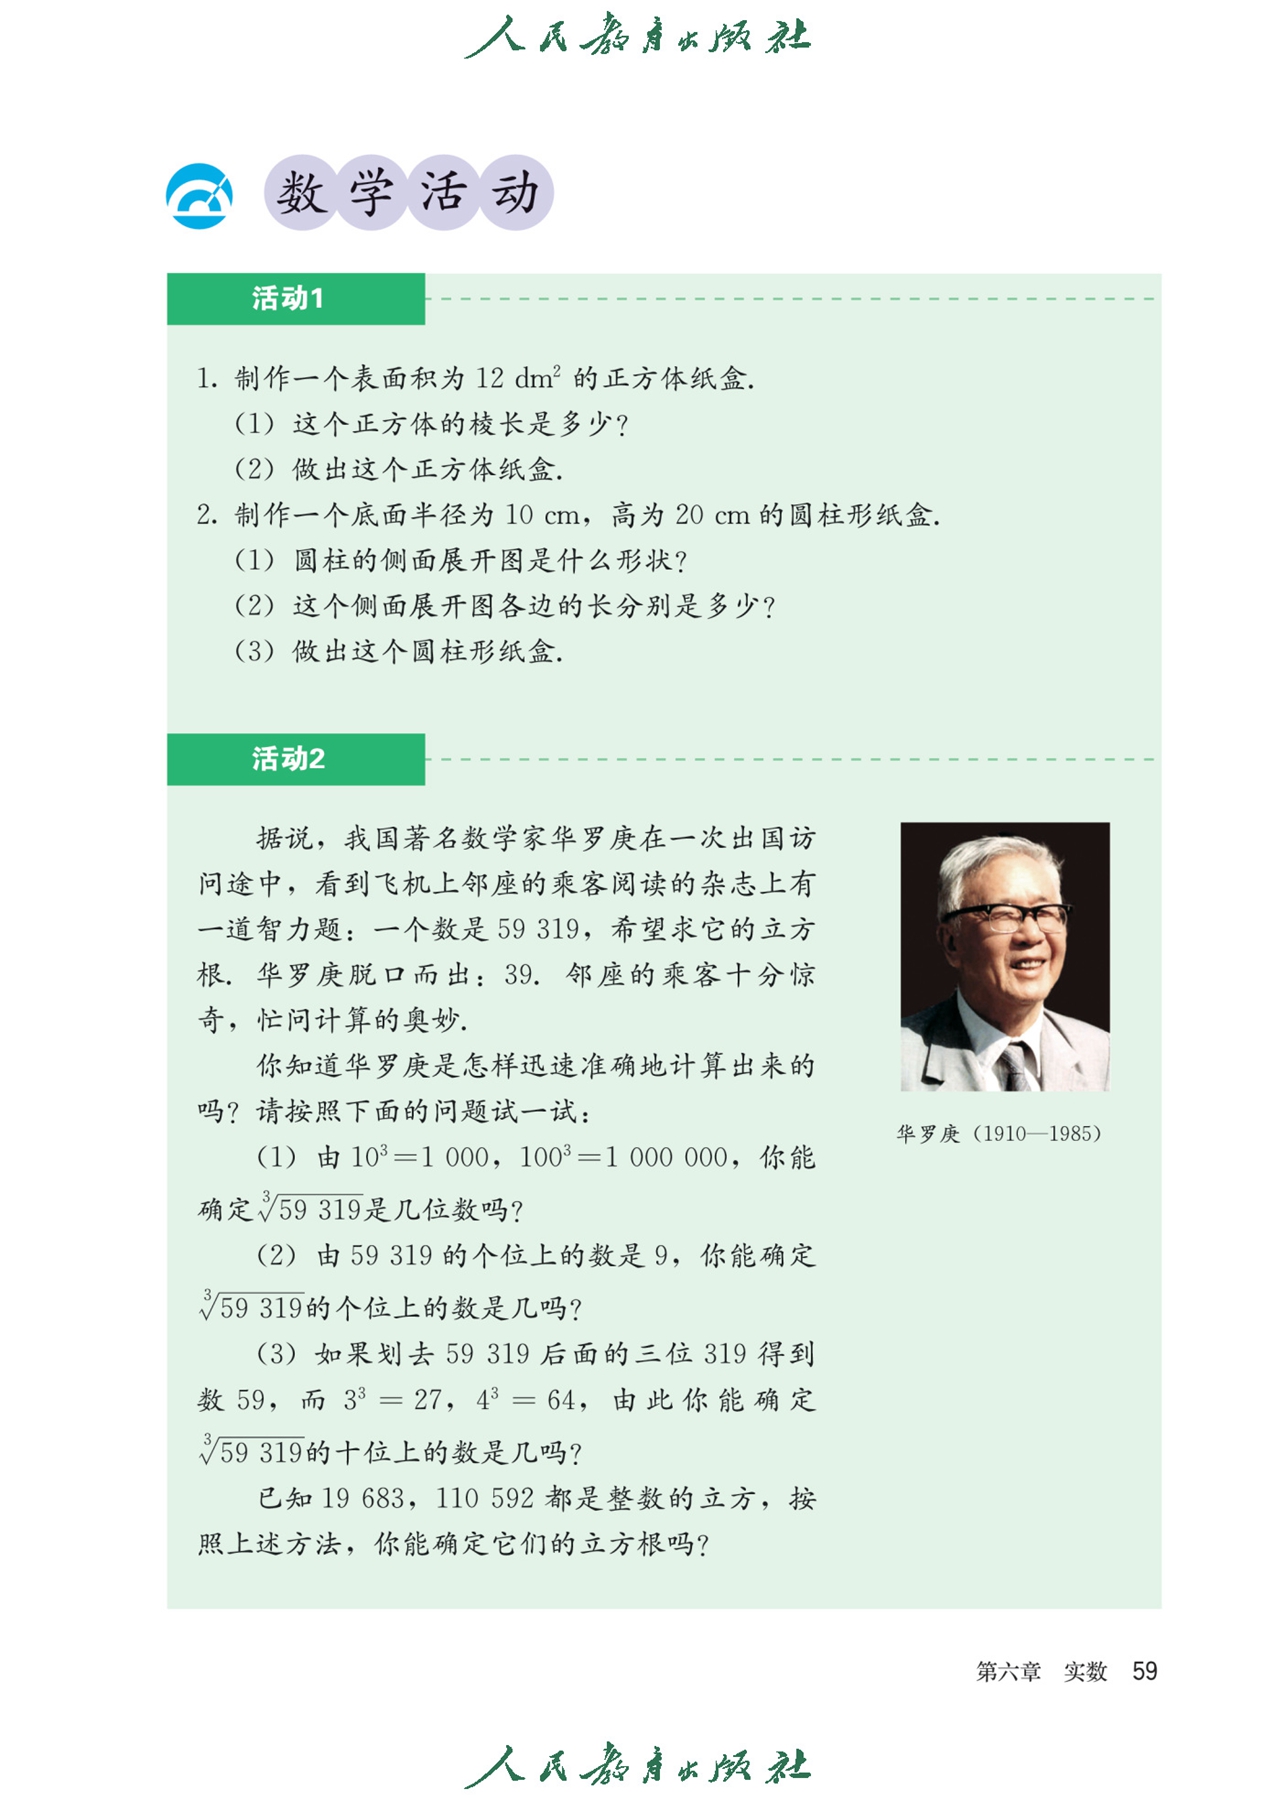 人民教育出版社
数学活动
活动1
1. 制作一个表面积为 12 dm² 的正方体纸盒.
（1）这个正方体的棱长是多少？
（2）做出这个正方体纸盒.
2. 制作一个底面半径为 10 cm，高为 20 cm 的圆柱形纸盒.
（1）圆柱的侧面展开图是什么形状？
（2）这个侧面展开图各边的长分别是多少？
（3）做出这个圆柱形纸盒.
活动2
据说，我国著名数学家华罗庚在一次出国访
问途中，看到飞机上邻座的乘客阅读的杂志上有
一道智力题：一个数是 59 319，希望求它的立方
根. 华罗庚脱口而出：39. 邻座的乘客十分惊
奇，忙问计算的奥妙.
你知道华罗庚是怎样迅速准确地计算出来的
吗？请按照下面的问题试一试：
（1）由 10³=1 000，100³=1 000 000，你能
确定∛59 319是几位数吗？
（2）由 59 319 的个位上的数是 9，你能确定
∛59 319的个位上的数是几吗？
（3）如果划去 59 319 后面的三位 319 得到
数 59，而 3³ = 27，4³ = 64，由此你能确定
∛59 319的十位上的数是几吗？
已知 19 683，110 592 都是整数的立方，按
照上述方法，你能确定它们的立方根吗？
华罗庚（1910—1985）
第六章 实数 59
人民教育出版社